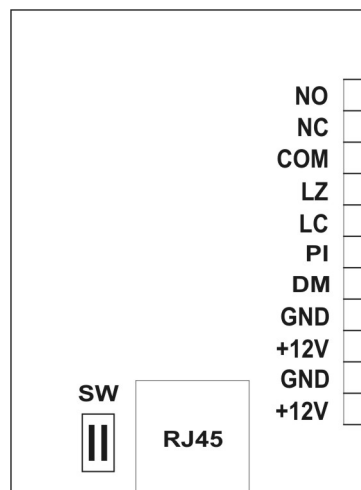 NO
NC
COM
LZ
LC
PI
DM
GND
+12V
GND
+12V
SW
RJ45